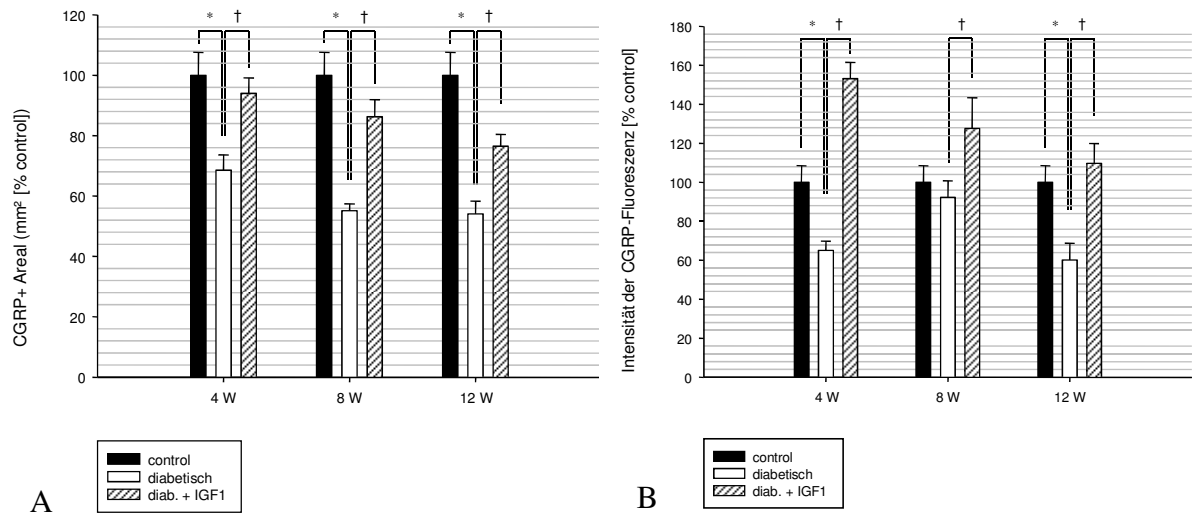 A
CGRP+ Areal (mm² [% control])
120
100
80
60
40
20
0
* † * † * †
4 W 8 W 12 W
control
diabetisch
diab. + IGF1
A
B
Intensität der CGRP-Fluoreszenz [% control]
180
160
140
120
100
80
60
40
20
0
* † † * †
4 W 8 W 12 W
control
diabetisch
diab. + IGF1
B